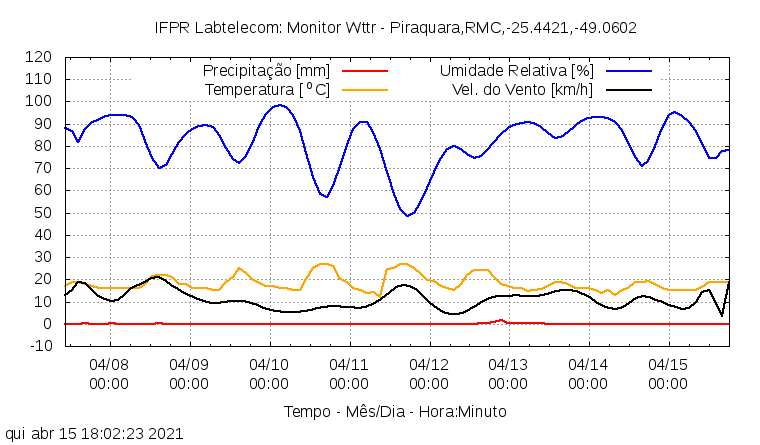 IFPR Labtelecom: Monitor Wttr - Piraquara,RMC,-25.4421,-49.0602
120
110
100
90
80
70
60
50
40
30
20
10
0
-10
Precipitação [mm]
Temperatura [⁰C]
Umidade Relativa [%]
Vel. do Vento [km/h]
04/08 04/09 04/10 04/11 04/12 04/13 04/14 04/15
00:00 00:00 00:00 00:00 00:00 00:00 00:00 00:00
Tempo - Mês/Dia - Hora:Minuto
qui abr 15 18:02:23 2021